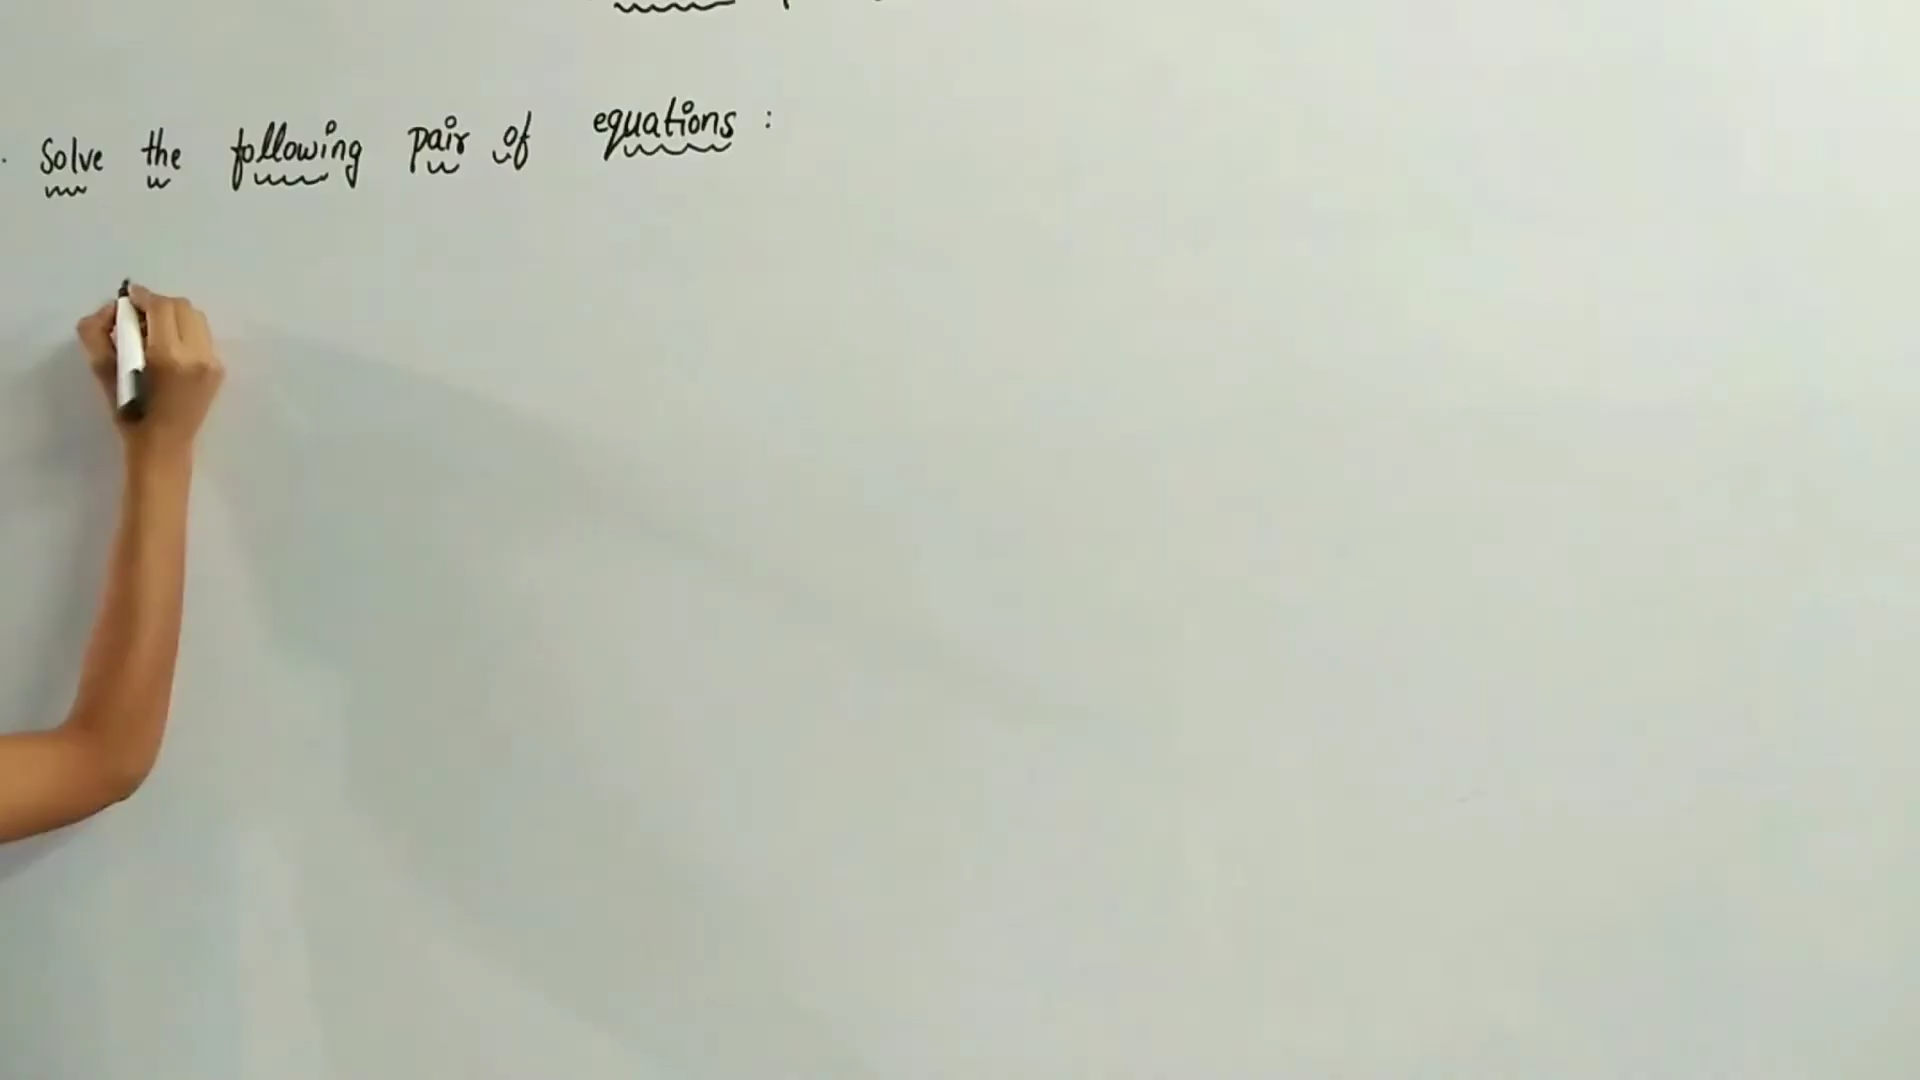 Solve the following pair of equations :